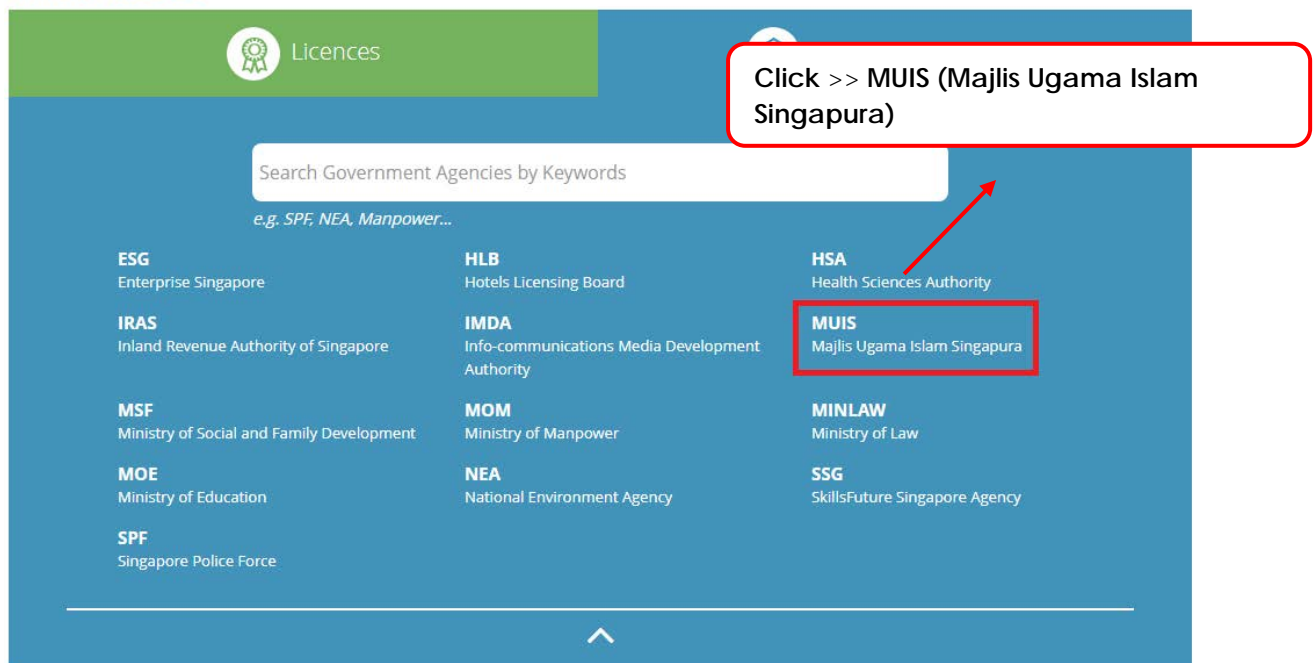 Licences
Click >> MUIS (Majlis Ugama Islam
Singapura)
Search Government Agencies by Keywords
e.g. SPF, NEA, Manpower...
ESG
Enterprise Singapore
HLB
Hotels Licensing Board
HSA
Health Sciences Authority
IRAS
Inland Revenue Authority of Singapore
IMDA
Info-communications Media Development
Authority
MUIS
Majlis Ugama Islam Singapura
MSF
Ministry of Social and Family Development
MOM
Ministry of Manpower
MINLAW
Ministry of Law
MOE
Ministry of Education
NEA
National Environment Agency
SSG
SkillsFuture Singapore Agency
SPF
Singapore Police Force